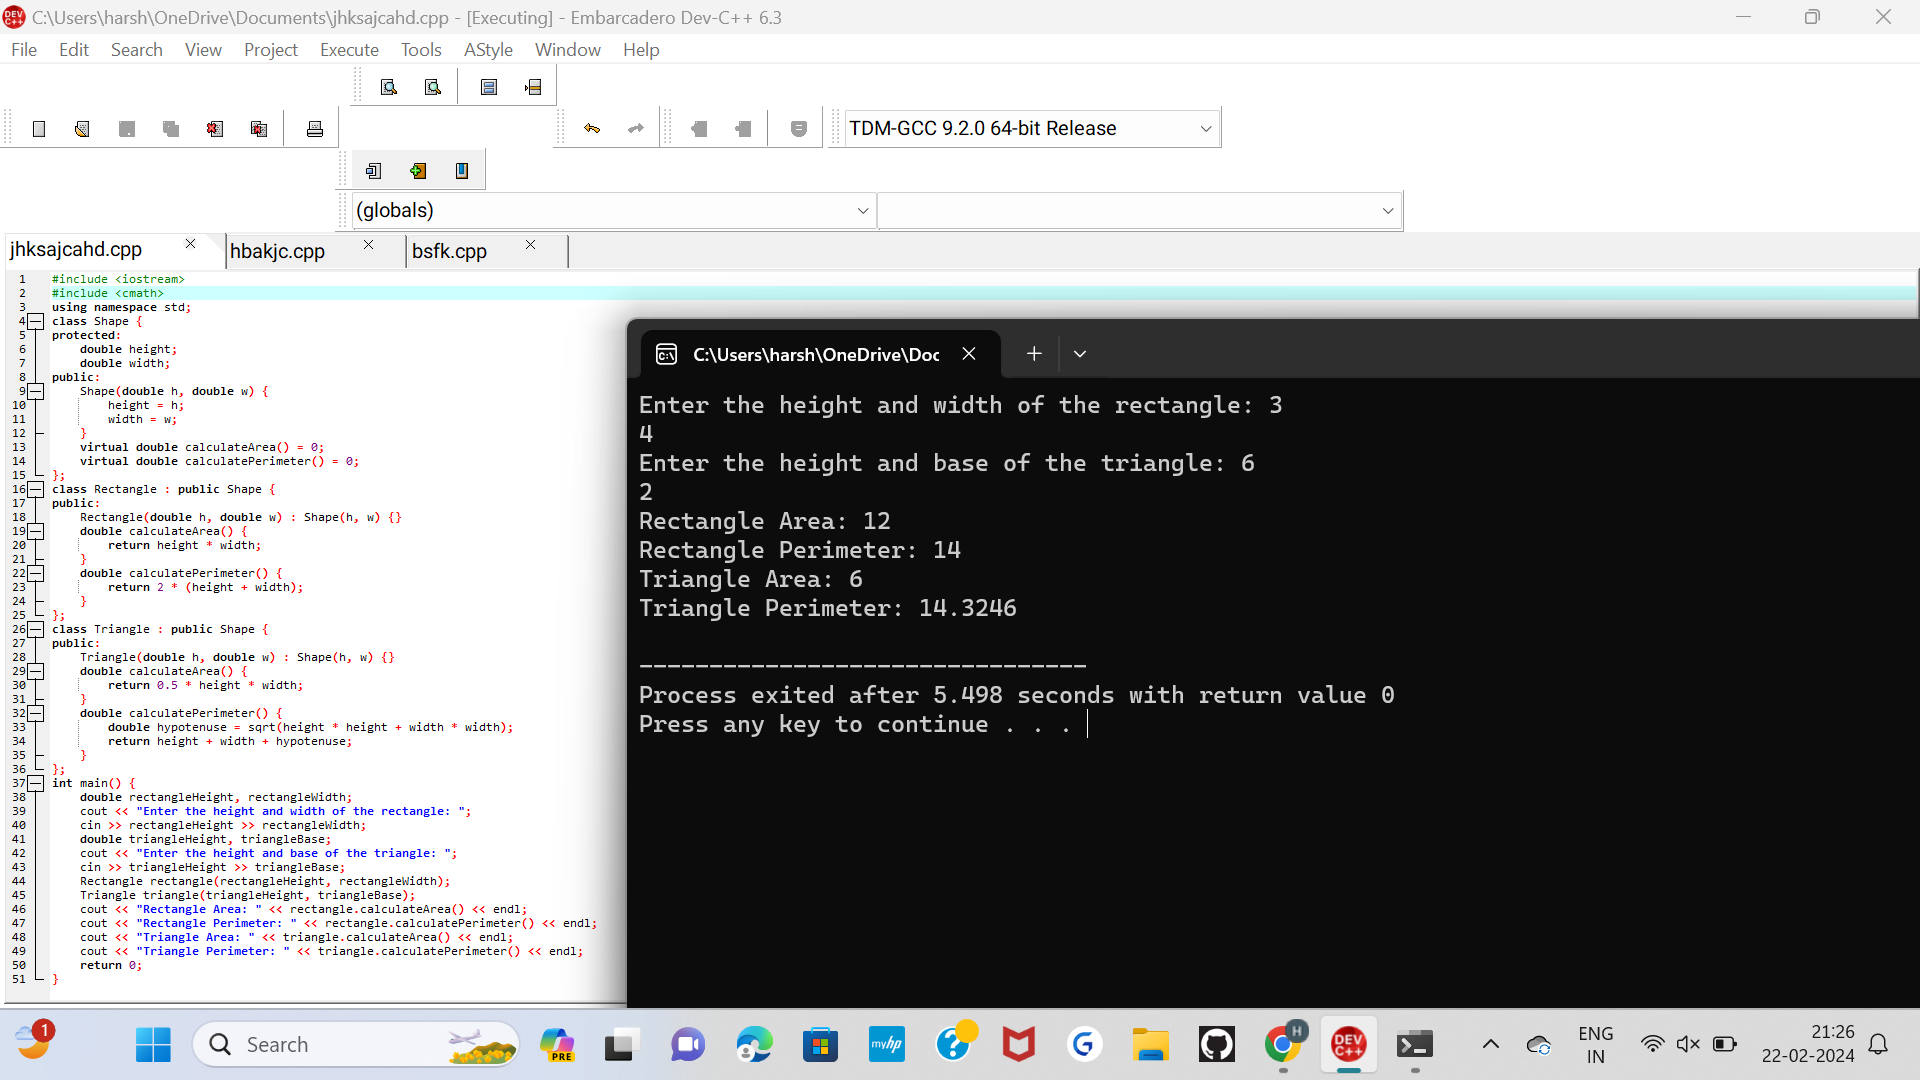 C:\Users\harsh\OneDrive\Documents\jhksajcahd.cpp - [Executing] - Embarcadero Dev-C++ 6.3
File Edit Search View Project Execute Tools AStyle Window Help
TDM-GCC 9.2.0 64-bit Release
(globals)
jhksajcahd.cpp hbakjc.cpp bsfk.cpp
1 #include <iostream>
2 #include <cmath>
3 using namespace std;
4 class Shape {
5 protected:
6 double height;
7 double width;
8 public:
9 Shape(double h, double w) {
10 height = h;
11 width = w;
12 }
13 virtual double calculateArea() = 0;
14 virtual double calculatePerimeter() = 0;
15 };
16 class Rectangle : public Shape {
17 public:
18 Rectangle(double h, double w) : Shape(h, w) {}
19 double calculateArea() {
20 return height * width;
21 }
22 double calculatePerimeter() {
23 return 2 * (height + width);
24 }
25 };
26 class Triangle : public Shape {
27 public:
28 Triangle(double h, double w) : Shape(h, w) {}
29 double calculateArea() {
30 return 0.5 * height * width;
31 }
32 double calculatePerimeter() {
33 double hypotenuse = sqrt(height * height + width * width);
34 return height + width + hypotenuse;
35 }
36 };
37 int main() {
38 double rectangleHeight, rectangleWidth;
39 cout << "Enter the height and width of the rectangle: ";
40 cin >> rectangleHeight >> rectangleWidth;
41 double triangleHeight, triangleBase;
42 cout << "Enter the height and base of the triangle: ";
43 cin >> triangleHeight >> triangleBase;
44 Rectangle rectangle(rectangleHeight, rectangleWidth);
45 Triangle triangle(triangleHeight, triangleBase);
46 cout << "Rectangle Area: " << rectangle.calculateArea() << endl;
47 cout << "Rectangle Perimeter: " << rectangle.calculatePerimeter() << endl;
48 cout << "Triangle Area: " << triangle.calculateArea() << endl;
49 cout << "Triangle Perimeter: " << triangle.calculatePerimeter() << endl;
50 return 0;
51 }
C:\Users\harsh\OneDrive\Doc
Enter the height and width of the rectangle: 3
4
Enter the height and base of the triangle: 6
2
Rectangle Area: 12
Rectangle Perimeter: 14
Triangle Area: 6
Triangle Perimeter: 14.3246
--------------------------------
Process exited after 5.498 seconds with return value 0
Press any key to continue . . .
1
Search
PRE
myhp
G
H
DEV C++
ENG
IN
21:26
22-02-2024